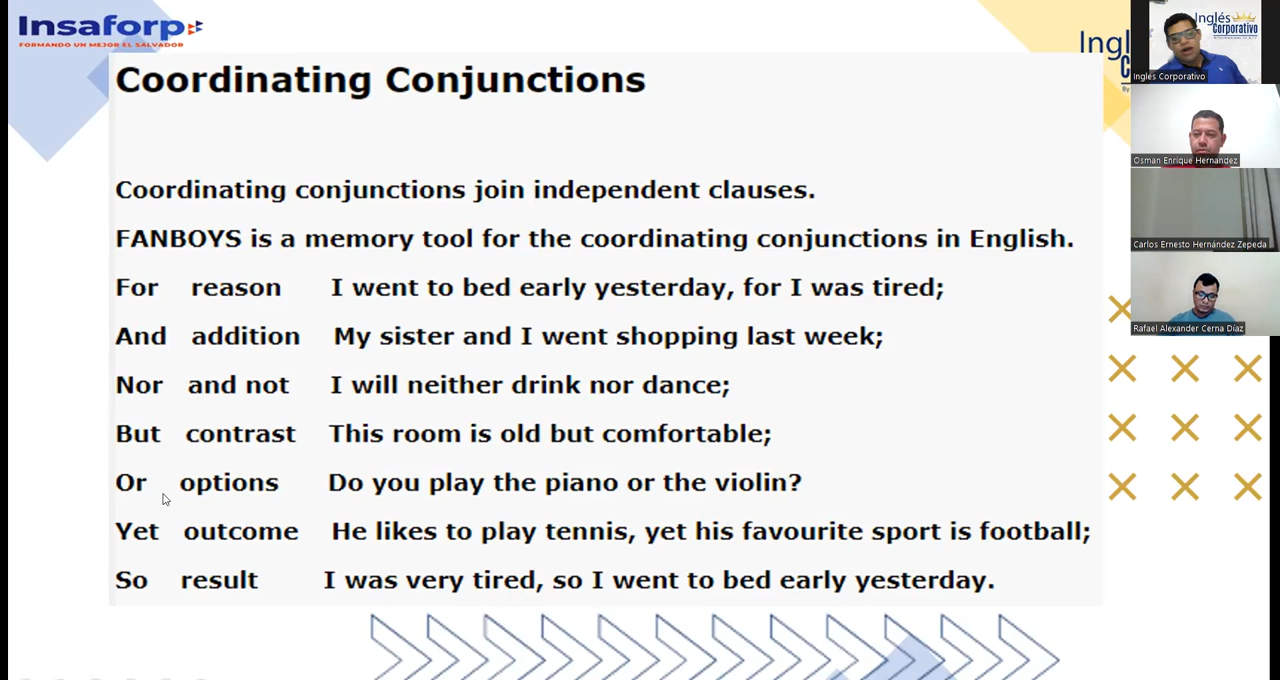 Insaforp
FORMANDO UN MEJOR EL SALVADOR
Coordinating Conjunctions
Coordinating conjunctions join independent clauses.
FANBOYS is a memory tool for the coordinating conjunctions in English.
For reason I went to bed early yesterday, for I was tired;
And addition My sister and I went shopping last week;
Nor and not I will neither drink nor dance;
But contrast This room is old but comfortable;
Or options Do you play the piano or the violin?
Yet outcome He likes to play tennis, yet his favourite sport is football;
So result I was very tired, so I went to bed early yesterday.
Ingl
By
Inglés
Corporativo
Inglés Corporativo
Osman Enrique Hernandez
Carlos Ernesto Hernández Zepeda
Rafael Alexander Cerna Díaz